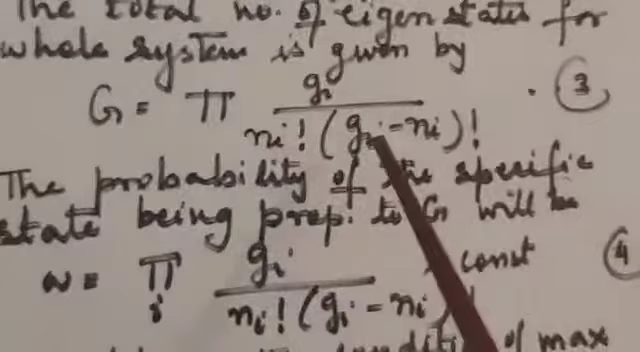 The total no. of eigen states for
whole system is given by
G = Π gi / ni! (gi - ni)! . (3)
The probability of the specific
state being prop. to G will be
ω = Π i gi / ni! (gi - ni)! × const (4)
of max